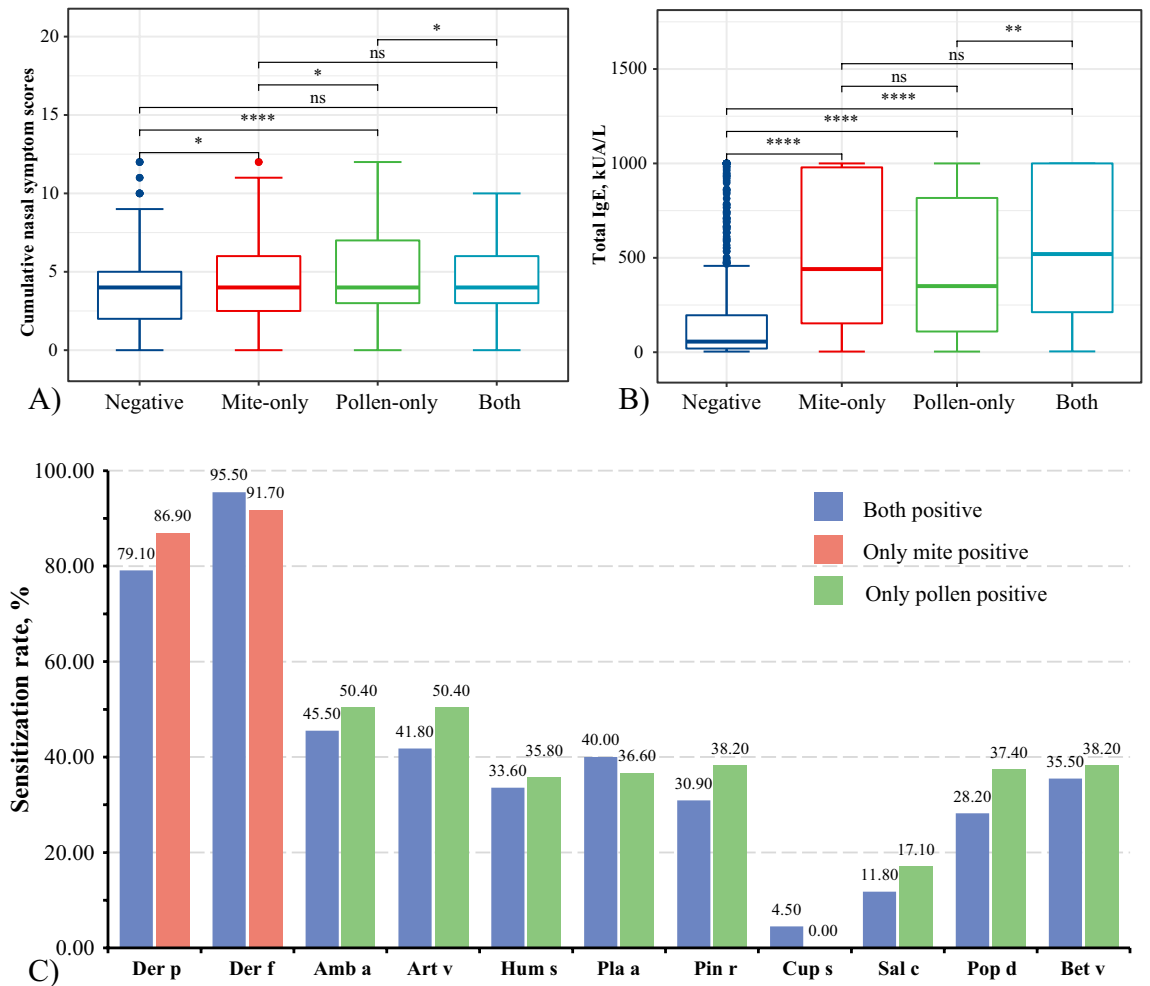 Cumulative nasal symptom scores
20
15
10
5
0
*
ns
*
ns
****
*
Negative
Mite-only
Pollen-only
Both
A)
Total IgE, kUA/L
1500
1000
500
0
**
ns
ns
****
****
****
Negative
Mite-only
Pollen-only
Both
B)
Sensitization rate, %
100.00
80.00
60.00
40.00
20.00
0.00
Both positive
Only mite positive
Only pollen positive
79.10
86.90
95.50
91.70
45.50
50.40
41.80
50.40
33.60
35.80
40.00
36.60
30.90
38.20
4.50
0.00
11.80
17.10
28.20
37.40
35.50
38.20
Der p
Der f
Amb a
Art v
Hum s
Pla a
Pin r
Cup s
Sal c
Pop d
Bet v
C)